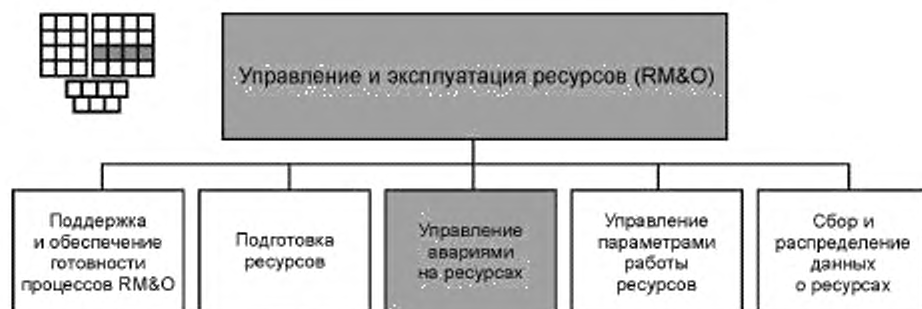 Управление и эксплуатация ресурсов (RM&O)
Поддержка
и обеспечение
готовности
процессов RM&O
Подготовка
ресурсов
Управление
авариями
на ресурсах
Управление
параметрами
работы
ресурсов
Сбор и
распределение
данных
о ресурсах